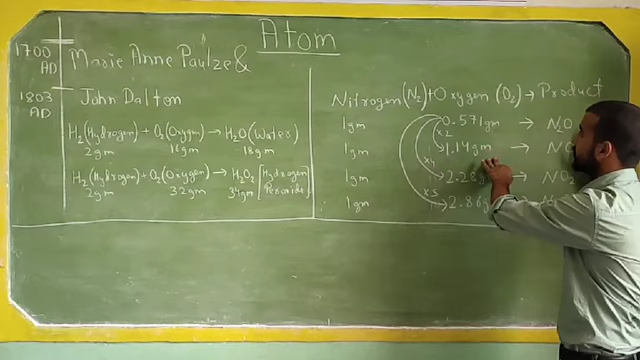 Atom
1700 AD Marie Anne Paulze &
1803 AD John Dalton
H2(Hydrogen) + O2(Oxygen) → H2O(Water)
2gm 16gm 18gm
H2(Hydrogen) + O2(Oxygen) → H2O2 [Hydrogen Peroxide]
2gm 32gm 34gm
Nitrogen(N2)+Oxygen(O2)→Product
1gm 0.571gm → N2O
x2
1gm 1.14gm → NO
x4
1gm 2.28 → NO2
x5
1gm 2.86g